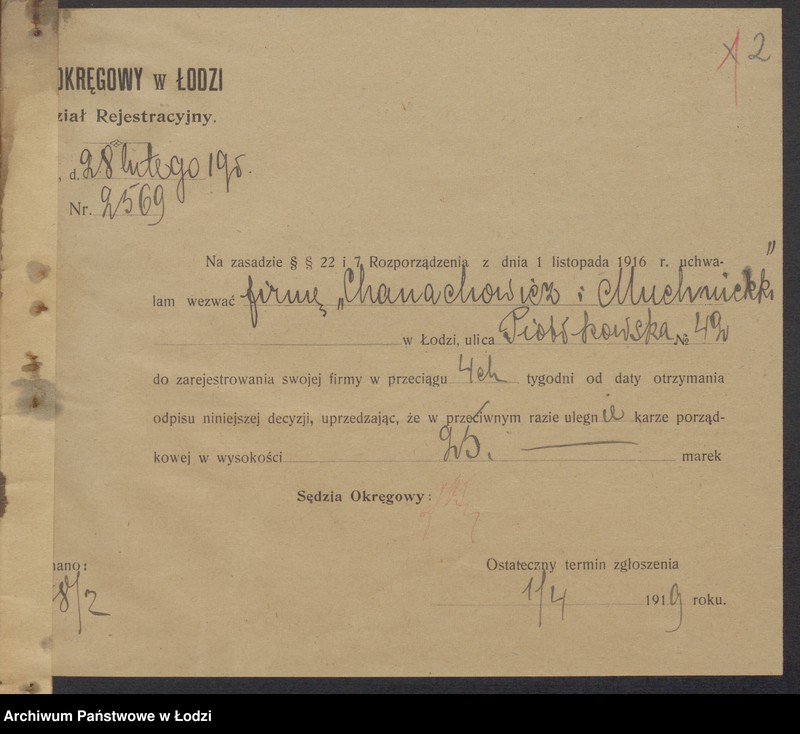 2
OKRĘGOWY w ŁODZI
ział Rejestracyjny.
, d. 28 lutego 19 r.
Nr. 2569
Na zasadzie § § 22 i 7 Rozporządzenia z dnia 1 listopada 1916 r. uchwa-
lam wezwać firmę „Chanachowicz i Muchnicki"
w Łodzi, ulica Piotrkowska № 42
do zarejestrowania swojej firmy w przeciągu 4ch tygodni od daty otrzymania
odpisu niniejszej decyzji, uprzedzając, że w przeciwnym razie ulegnie karze porząd-
kowej w wysokości 25. — marek
Sędzia Okręgowy:
nano:
8/2
Ostateczny termin zgłoszenia
1/4 1919 roku.
Archiwum Państwowe w Łodzi